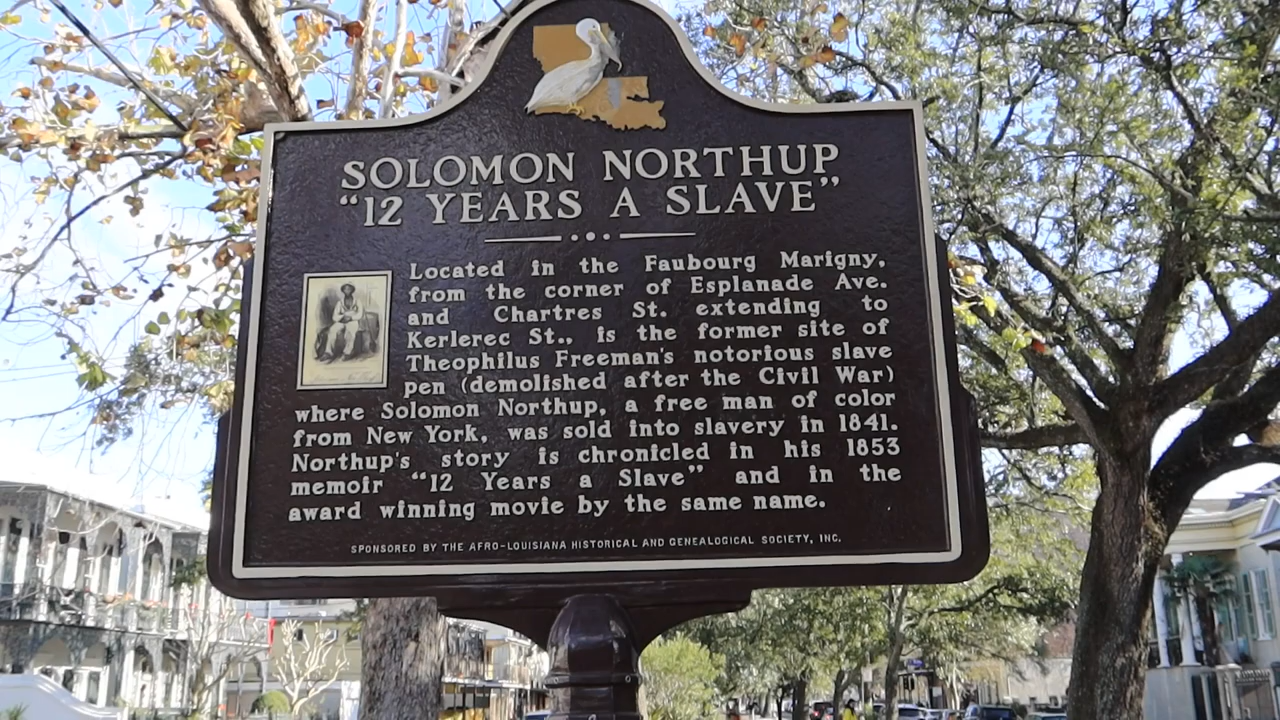 SOLOMON NORTHUP,
"12 YEARS A SLAVE"
Located in the Faubourg Marigny,
from the corner of Esplanade Ave.
and Chartres St. extending to
Kerlerec St., is the former site of
Theophilus Freeman's notorious slave
pen (demolished after the Civil War)
where Solomon Northup, a free man of color
from New York, was sold into slavery in 1841.
Northup's story is chronicled in his 1853
memoir "12 Years a Slave" and in the
award winning movie by the same name.
SPONSORED BY THE AFRO-LOUISIANA HISTORICAL AND GENEALOGICAL SOCIETY, INC.